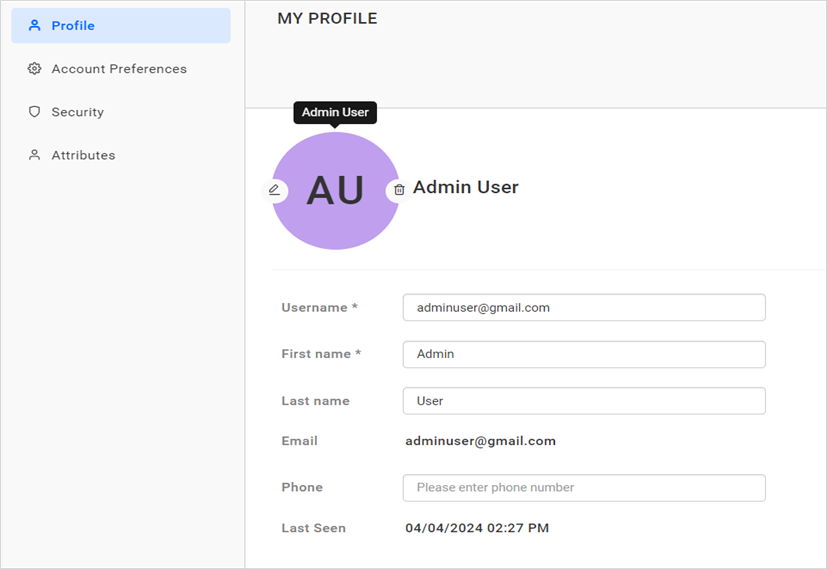 Profile
Account Preferences
Security
Attributes
MY PROFILE
Admin User
AU
Admin User
Username * adminuser@gmail.com
First name * Admin
Last name User
Email adminuser@gmail.com
Phone Please enter phone number
Last Seen 04/04/2024 02:27 PM